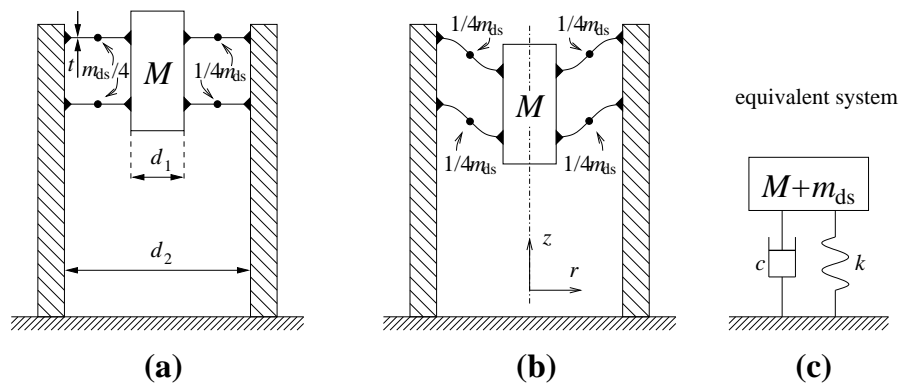 t
m_ds/4
M
1/4m_ds
d_1
d_2
(a)
1/4m_ds
1/4m_ds
M
1/4m_ds
1/4m_ds
z
r
(b)
equivalent system
M+m_ds
c
k
(c)